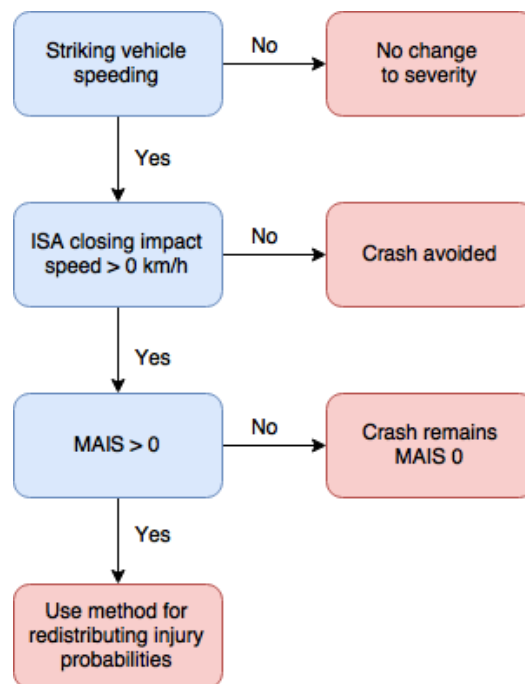 Striking vehicle
speeding
No
No change
to severity
Yes
ISA closing impact
speed > 0 km/h
No
Crash avoided
Yes
MAIS > 0
No
Crash remains
MAIS 0
Yes
Use method for
redistributing injury
probabilities